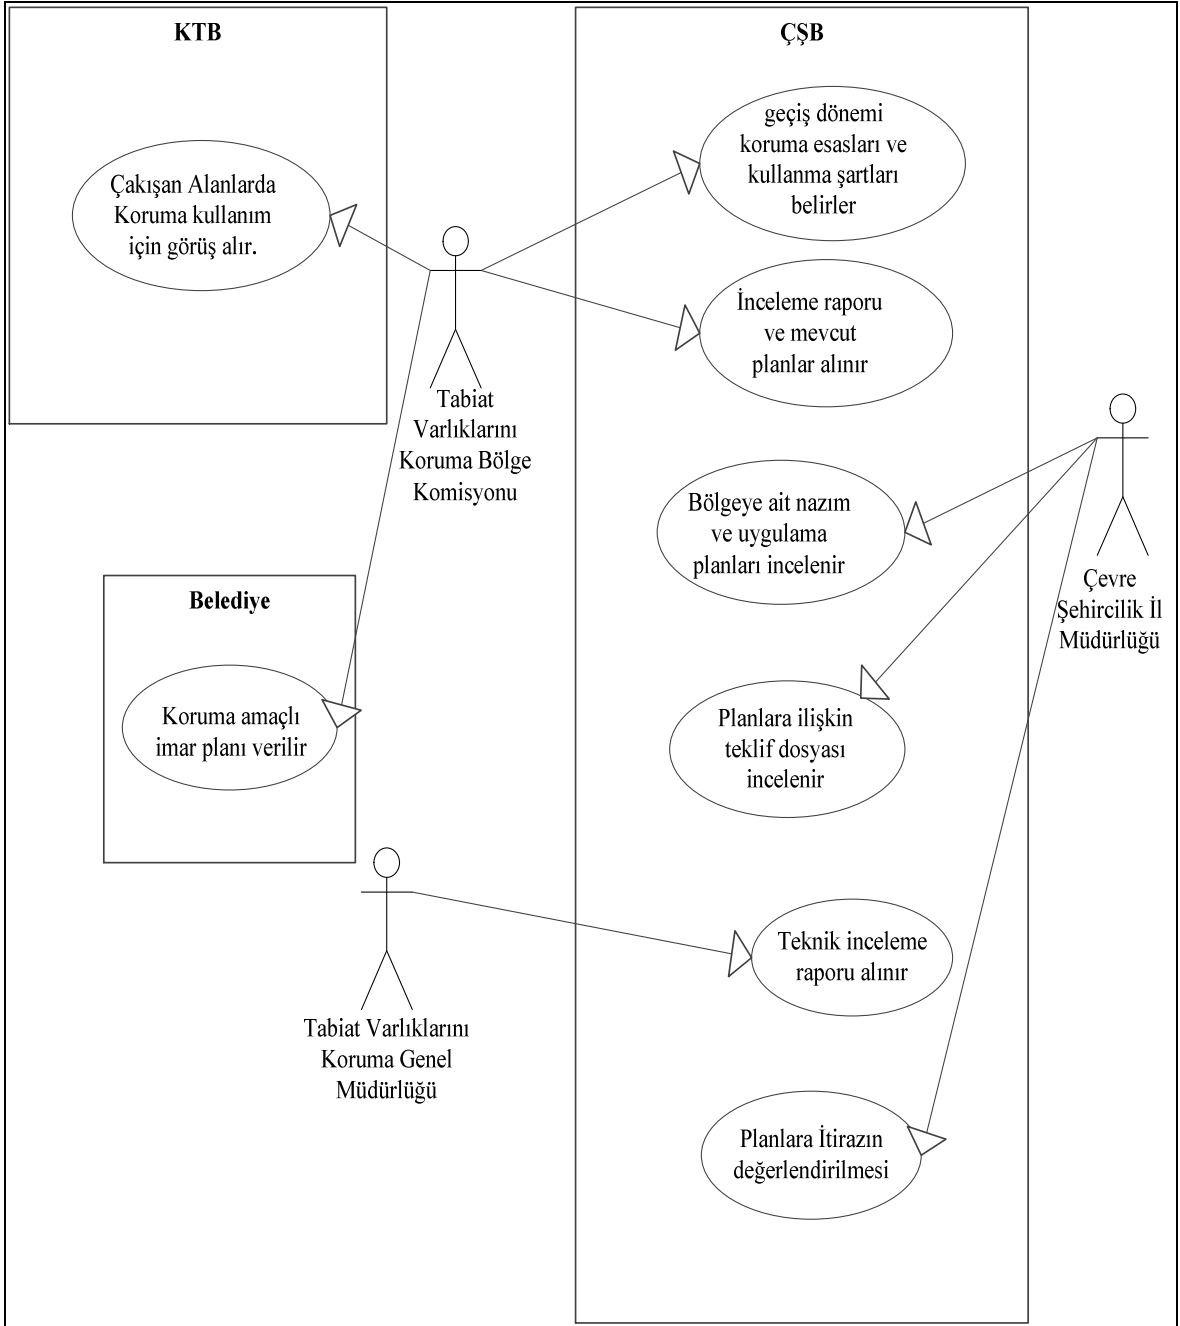 KTB
ÇŞB
geçiş dönemi
koruma esasları ve
kullanma şartları
belirler
Çakışan Alanlarda
Koruma kullanım
için görüş alır.
İnceleme raporu
ve mevcut
planlar alınır
Tabiat
Varlıklarını
Koruma Bölge
Komisyonu
Bölgeye ait nazım
ve uygulama
planları incelenir
Çevre
Şehircilik İl
Müdürlüğü
Belediye
Koruma amaçlı
imar planı verilir
Planlara ilişkin
teklif dosyası
incelenir
Teknik inceleme
raporu alınır
Tabiat Varlıklarını
Koruma Genel
Müdürlüğü
Planlara İtirazın
değerlendirilmesi